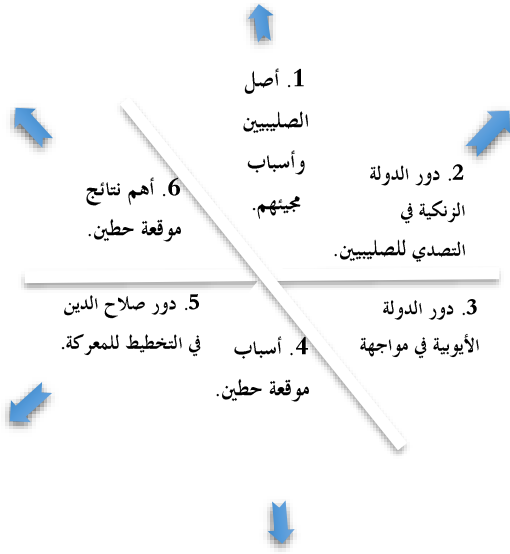 1. أصل
الصليبيين
وأسباب
مجيئهم.
2. دور الدولة
الزنكية في
التصدي للصليبيين.
3. دور الدولة
الأيوبية في مواجهة
4. أسباب
موقعة حطين.
5. دور صلاح الدين
في التخطيط للمعركة.
6. أهم نتائج
موقعة حطين.